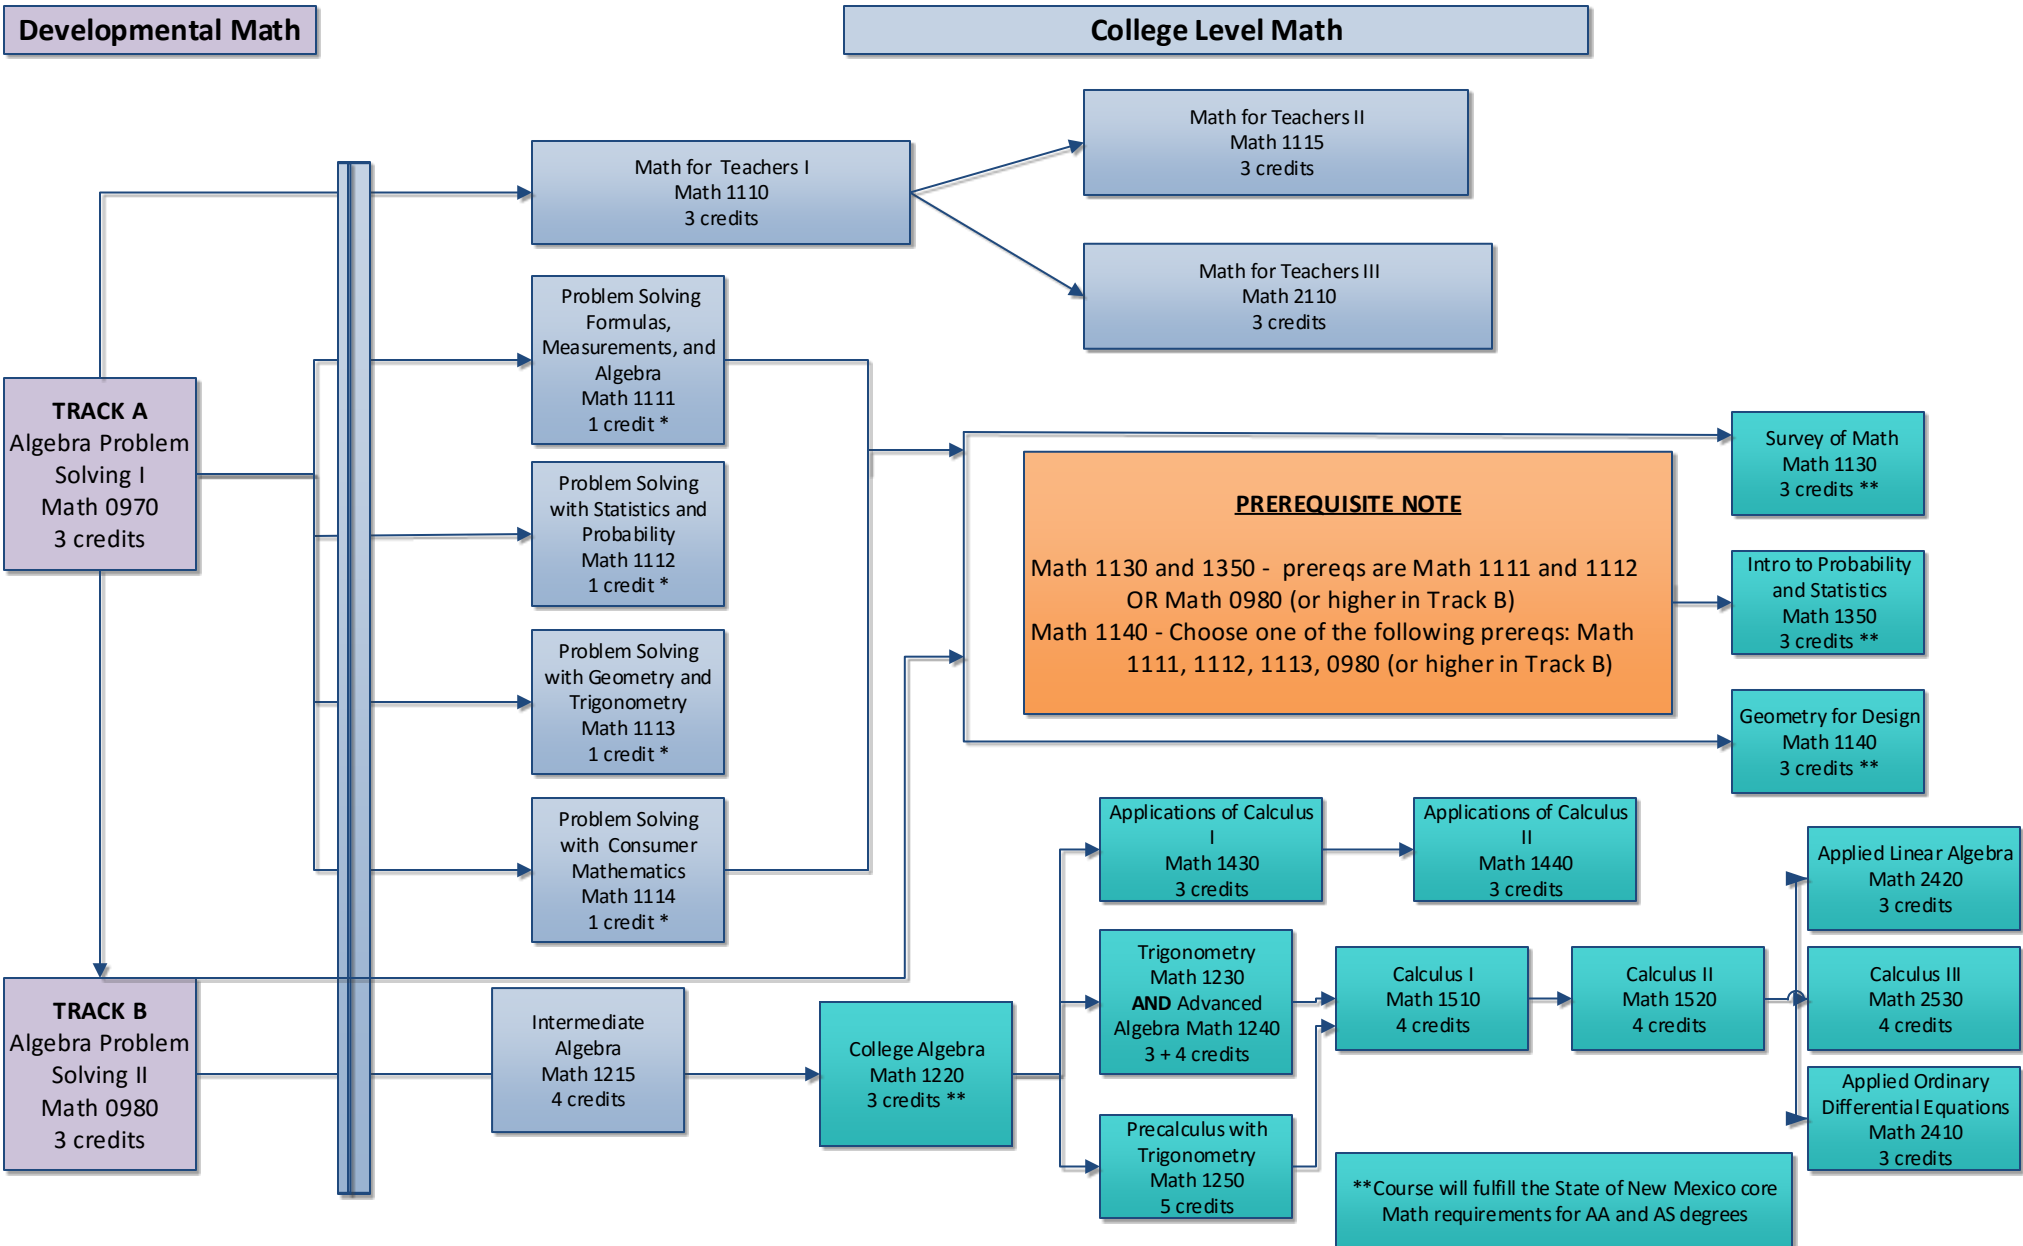 Developmental Math
College Level Math
Math for Teachers I
Math 1110
3 credits
Math for Teachers II
Math 1115
3 credits
Math for Teachers III
Math 2110
3 credits
TRACK A
Algebra Problem
Solving I
Math 0970
3 credits
Problem Solving
Formulas,
Measurements, and
Algebra
Math 1111
1 credit *
Problem Solving
with Statistics and
Probability
Math 1112
1 credit *
Problem Solving
with Geometry and
Trigonometry
Math 1113
1 credit *
Problem Solving
with Consumer
Mathematics
Math 1114
1 credit *
PREREQUISITE NOTE
Math 1130 and 1350 - prereqs are Math 1111 and 1112
OR Math 0980 (or higher in Track B)
Math 1140 - Choose one of the following prereqs: Math
1111, 1112, 1113, 0980 (or higher in Track B)
Survey of Math
Math 1130
3 credits **
Intro to Probability
and Statistics
Math 1350
3 credits **
Geometry for Design
Math 1140
3 credits **
TRACK B
Algebra Problem
Solving II
Math 0980
3 credits
Intermediate
Algebra
Math 1215
4 credits
College Algebra
Math 1220
3 credits **
Applications of Calculus
I
Math 1430
3 credits
Applications of Calculus
II
Math 1440
3 credits
Trigonometry
Math 1230
AND Advanced
Algebra Math 1240
3 + 4 credits
Precalculus with
Trigonometry
Math 1250
5 credits
Calculus I
Math 1510
4 credits
Calculus II
Math 1520
4 credits
Applied Linear Algebra
Math 2420
3 credits
Calculus III
Math 2530
4 credits
Applied Ordinary
Differential Equations
Math 2410
3 credits
**Course will fulfill the State of New Mexico core
Math requirements for AA and AS degrees